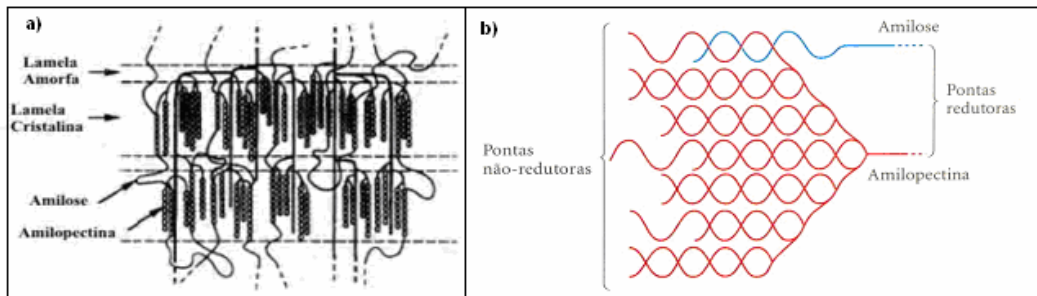 a)
Lamela
Amorfa
Lamela
Cristalina
Amilose
Amilopectina
b)
Amilose
Pontas
redutoras
Pontas
não-redutoras
Amilopectina